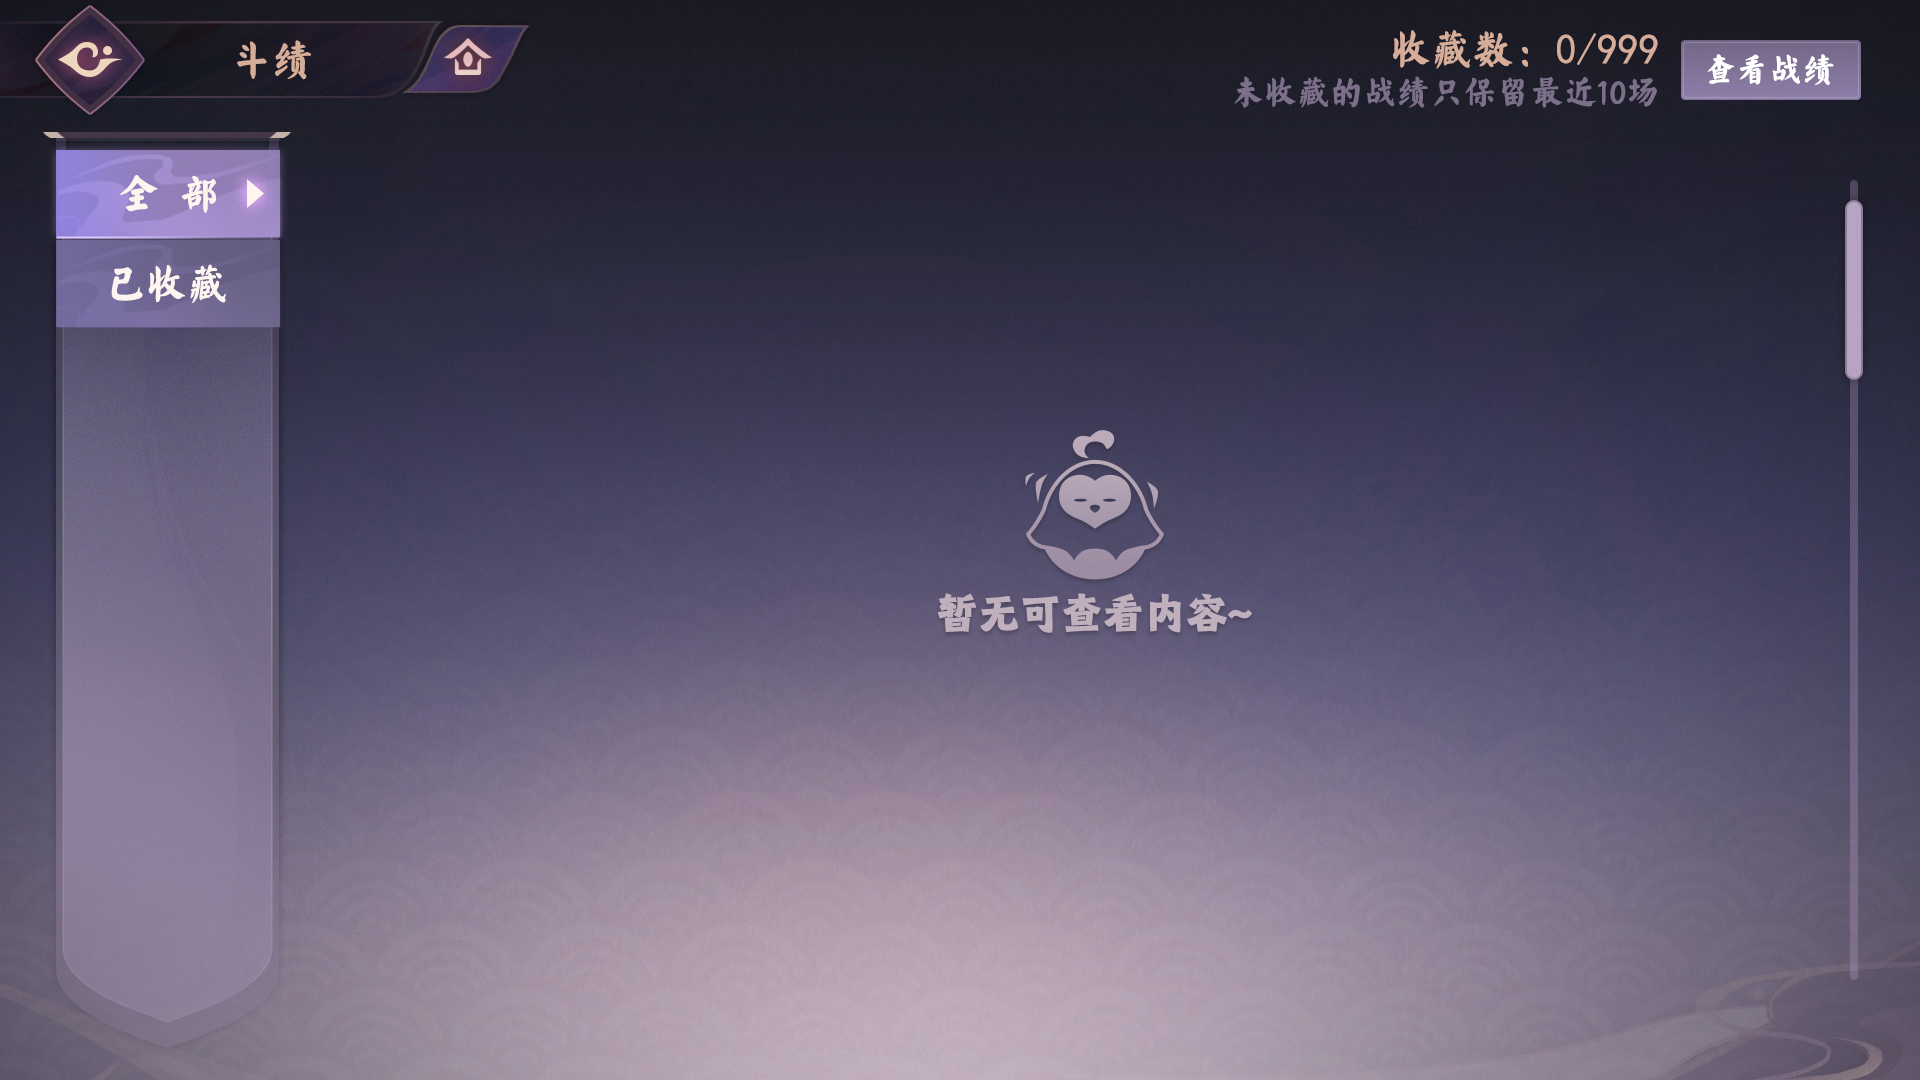 斗绩
收藏数：0/999
未收藏的战绩只保留最近10场
查看战绩
全 部
已收藏
暂无可查看内容~